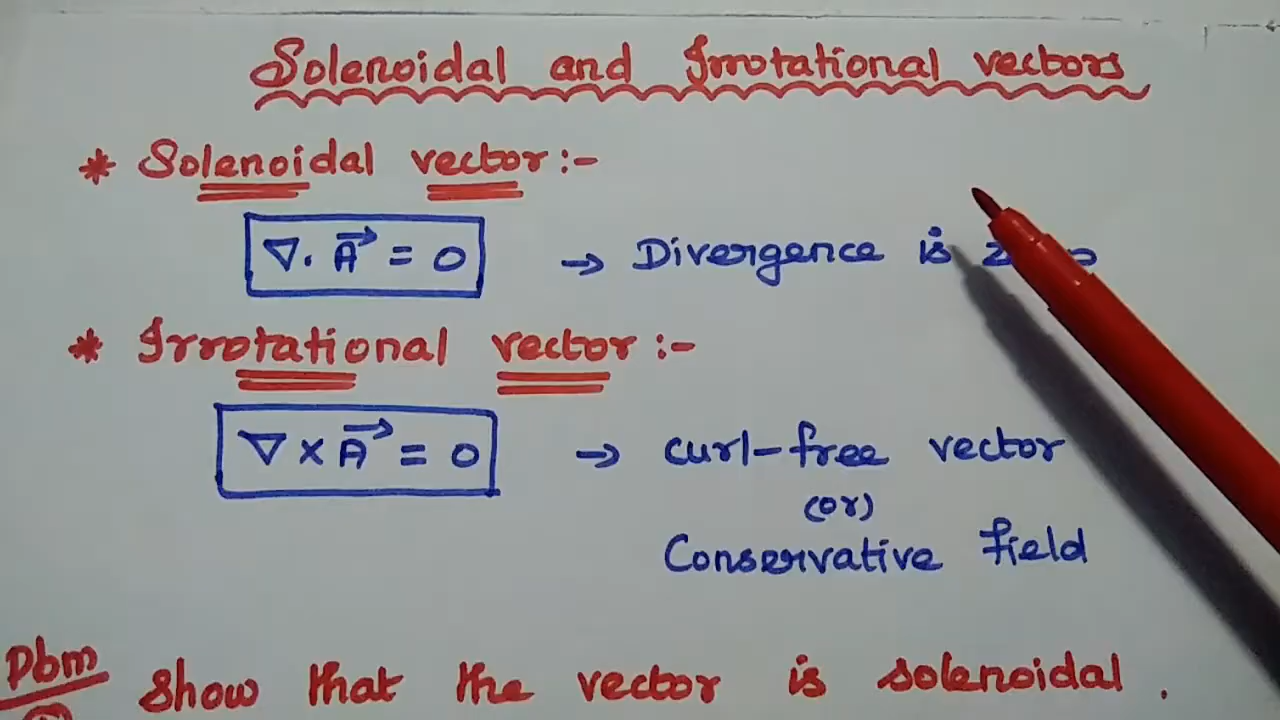 Solenoidal and Irrotational vectors
* Solenoidal vector :-
∇. A⃗ = 0 → Divergence is
* Irrotational vector :-
∇ × A⃗ = 0 → curl-free vector
(or)
Conservative field
Pbm show that the vector is solenoidal.